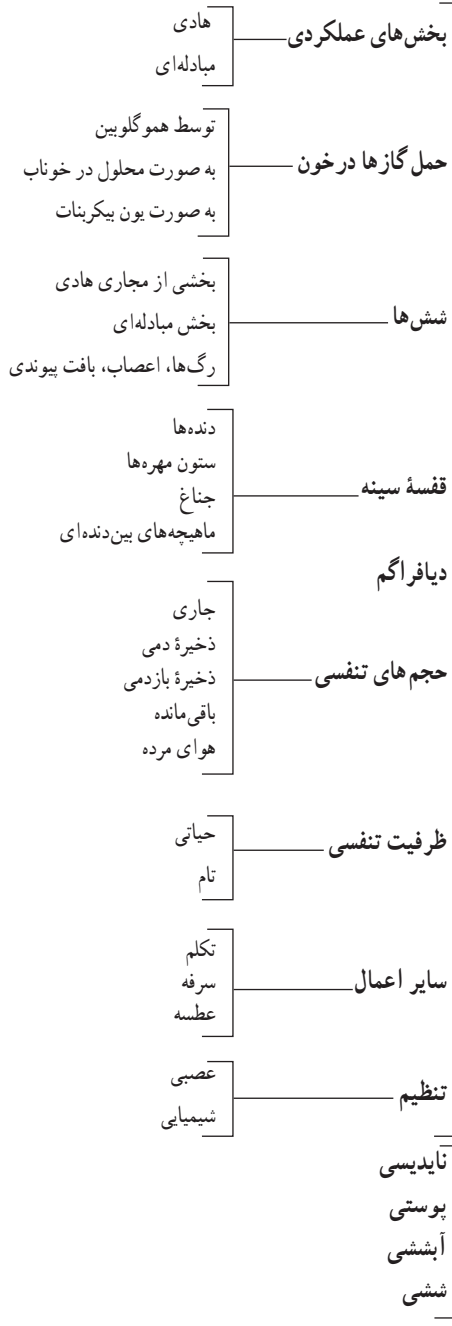 بخش‌های عملکردی
هادی
مبادله‌ای
حمل گازها در خون
توسط هموگلوبین
به صورت محلول در خوناب
به صورت یون بیکربنات
شش‌ها
بخشی از مجاری هادی
بخش مبادله‌ای
رگ‌ها، اعصاب، بافت پیوندی
قفسهٔ سینه
دنده‌ها
ستون مهره‌ها
جناغ
ماهیچه‌های بین‌دنده‌ای
دیافراگم
حجم‌های تنفسی
جاری
ذخیرهٔ دمی
ذخیرهٔ بازدمی
باقی‌مانده
هوای مرده
ظرفیت تنفسی
حیاتی
تام
سایر اعمال
تکلم
سرفه
عطسه
تنظیم
عصبی
شیمیایی
نایدیسی
پوستی
آبششی
ششی